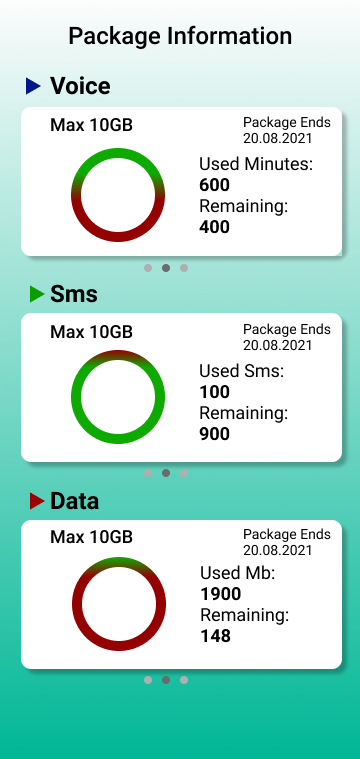 Package Information
Voice
Max 10GB
Package Ends
20.08.2021
Used Minutes:
600
Remaining:
400
Sms
Max 10GB
Package Ends
20.08.2021
Used Sms:
100
Remaining:
900
Data
Max 10GB
Package Ends
20.08.2021
Used Mb:
1900
Remaining:
148